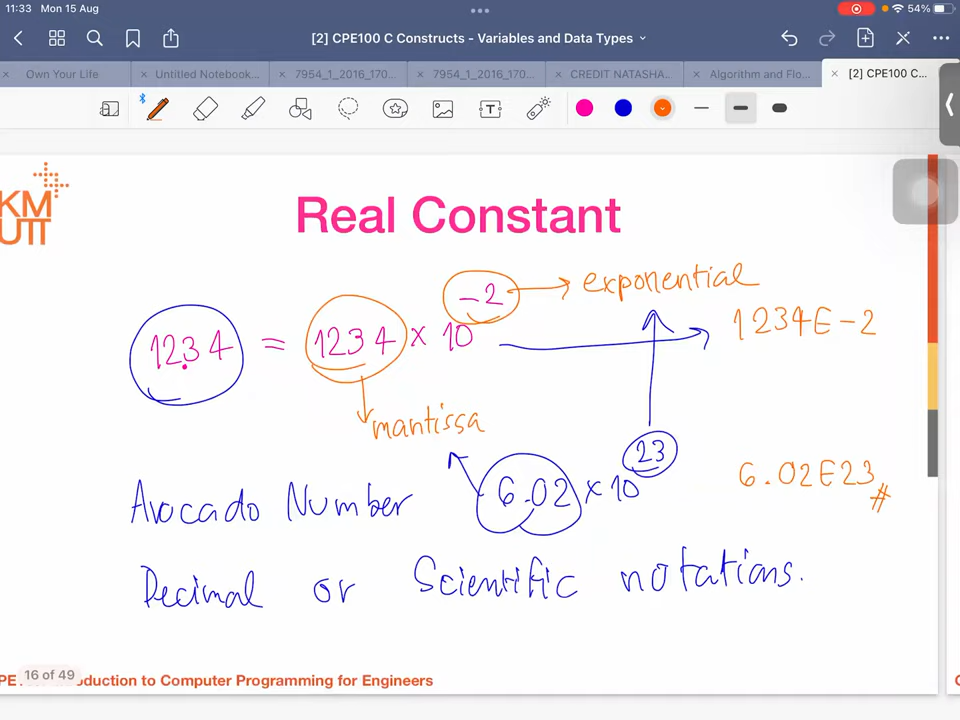 11:33 Mon 15 Aug 54%
[2] CPE100 C Constructs - Variables and Data Types
Own Your Life
Untitled Notebook...
7954_1_2016_170...
7954_1_2016_170...
CREDIT NATASHA...
Algorithm and Flo...
[2] CPE100 C...
KM
UTT
Real Constant
-2 → exponential
12.34 = 1234 × 10 → 1234E-2
mantissa
23
Avocado Number 6.02 × 10 6.02E23#
Decimal or Scientific notations.
16 of 49
PE oduction to Computer Programming for Engineers